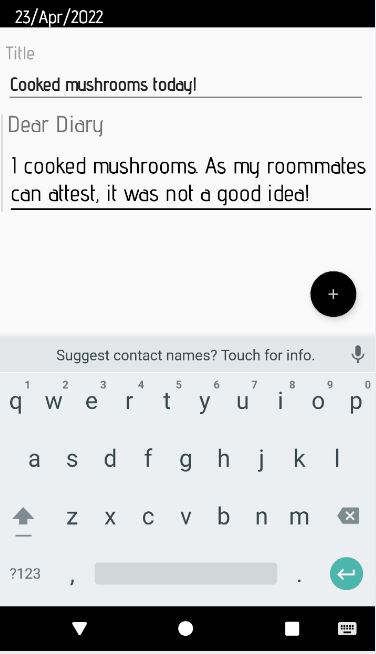 23/Apr/2022
Title
Cooked mushrooms today!
Dear Diary
I cooked mushrooms. As my roommates
can attest, it was not a good idea!
+
Suggest contact names? Touch for info.
1 2 3 4 5 6 7 8 9 0
q w e r t y u i o p
a s d f g h j k l
z x c v b n m
?123 , .